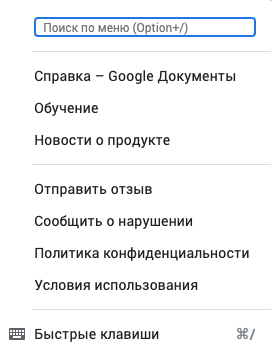 Поиск по меню (Option+/)
Справка – Google Документы
Обучение
Новости о продукте
Отправить отзыв
Сообщить о нарушении
Политика конфиденциальности
Условия использования
Быстрые клавиши ⌘/